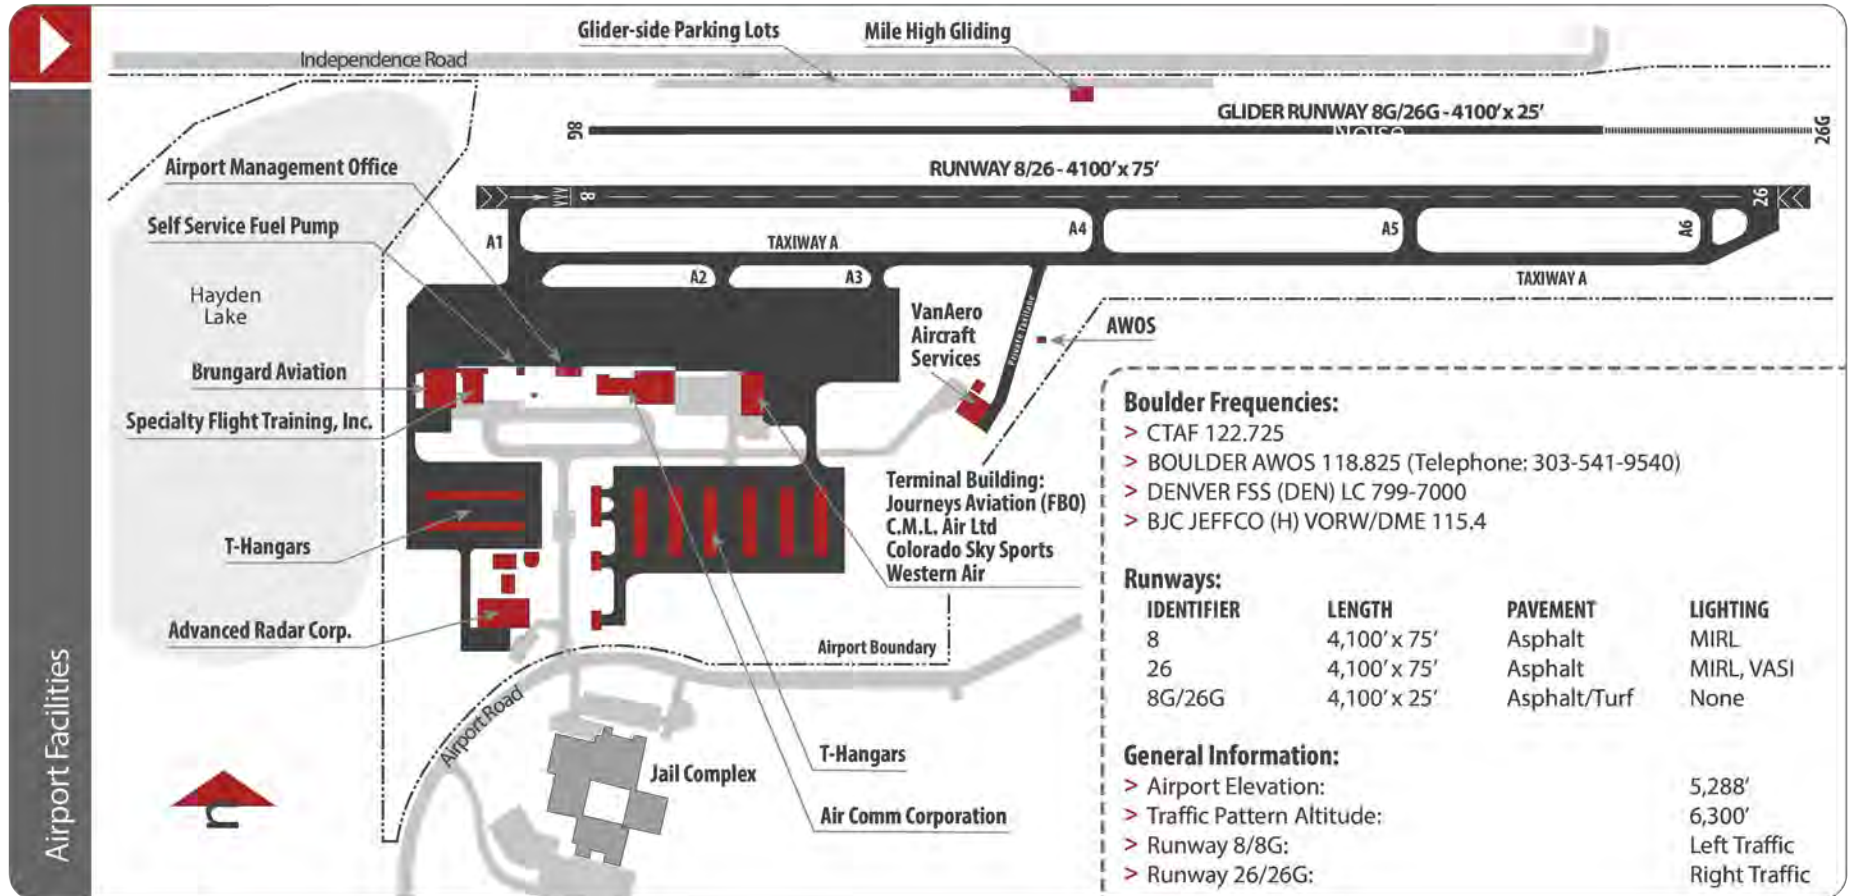 Airport Facilities
Glider-side Parking Lots
Mile High Gliding
Independence Road
GLIDER RUNWAY 8G/26G - 4100' x 25'
Noise
8G
26G
Airport Management Office
RUNWAY 8/26 - 4100' x 75'
8
26
Self Service Fuel Pump
A1
TAXIWAY A
A4
A5
A6
A2
A3
TAXIWAY A
Hayden
Lake
VanAero
Aircraft
Services
Private Taxilane
AWOS
Brungard Aviation
Specialty Flight Training, Inc.
Terminal Building:
Journeys Aviation (FBO)
C.M.L. Air Ltd
Colorado Sky Sports
Western Air
T-Hangars
Advanced Radar Corp.
Airport Boundary
Airport Road
Jail Complex
T-Hangars
Air Comm Corporation
n
Boulder Frequencies:
> CTAF 122.725
> BOULDER AWOS 118.825 (Telephone: 303-541-9540)
> DENVER FSS (DEN) LC 799-7000
> BJC JEFFCO (H) VORW/DME 115.4
Runways:
IDENTIFIER LENGTH PAVEMENT LIGHTING
8 4,100' x 75' Asphalt MIRL
26 4,100' x 75' Asphalt MIRL, VASI
8G/26G 4,100' x 25' Asphalt/Turf None
General Information:
> Airport Elevation: 5,288'
> Traffic Pattern Altitude: 6,300'
> Runway 8/8G: Left Traffic
> Runway 26/26G: Right Traffic